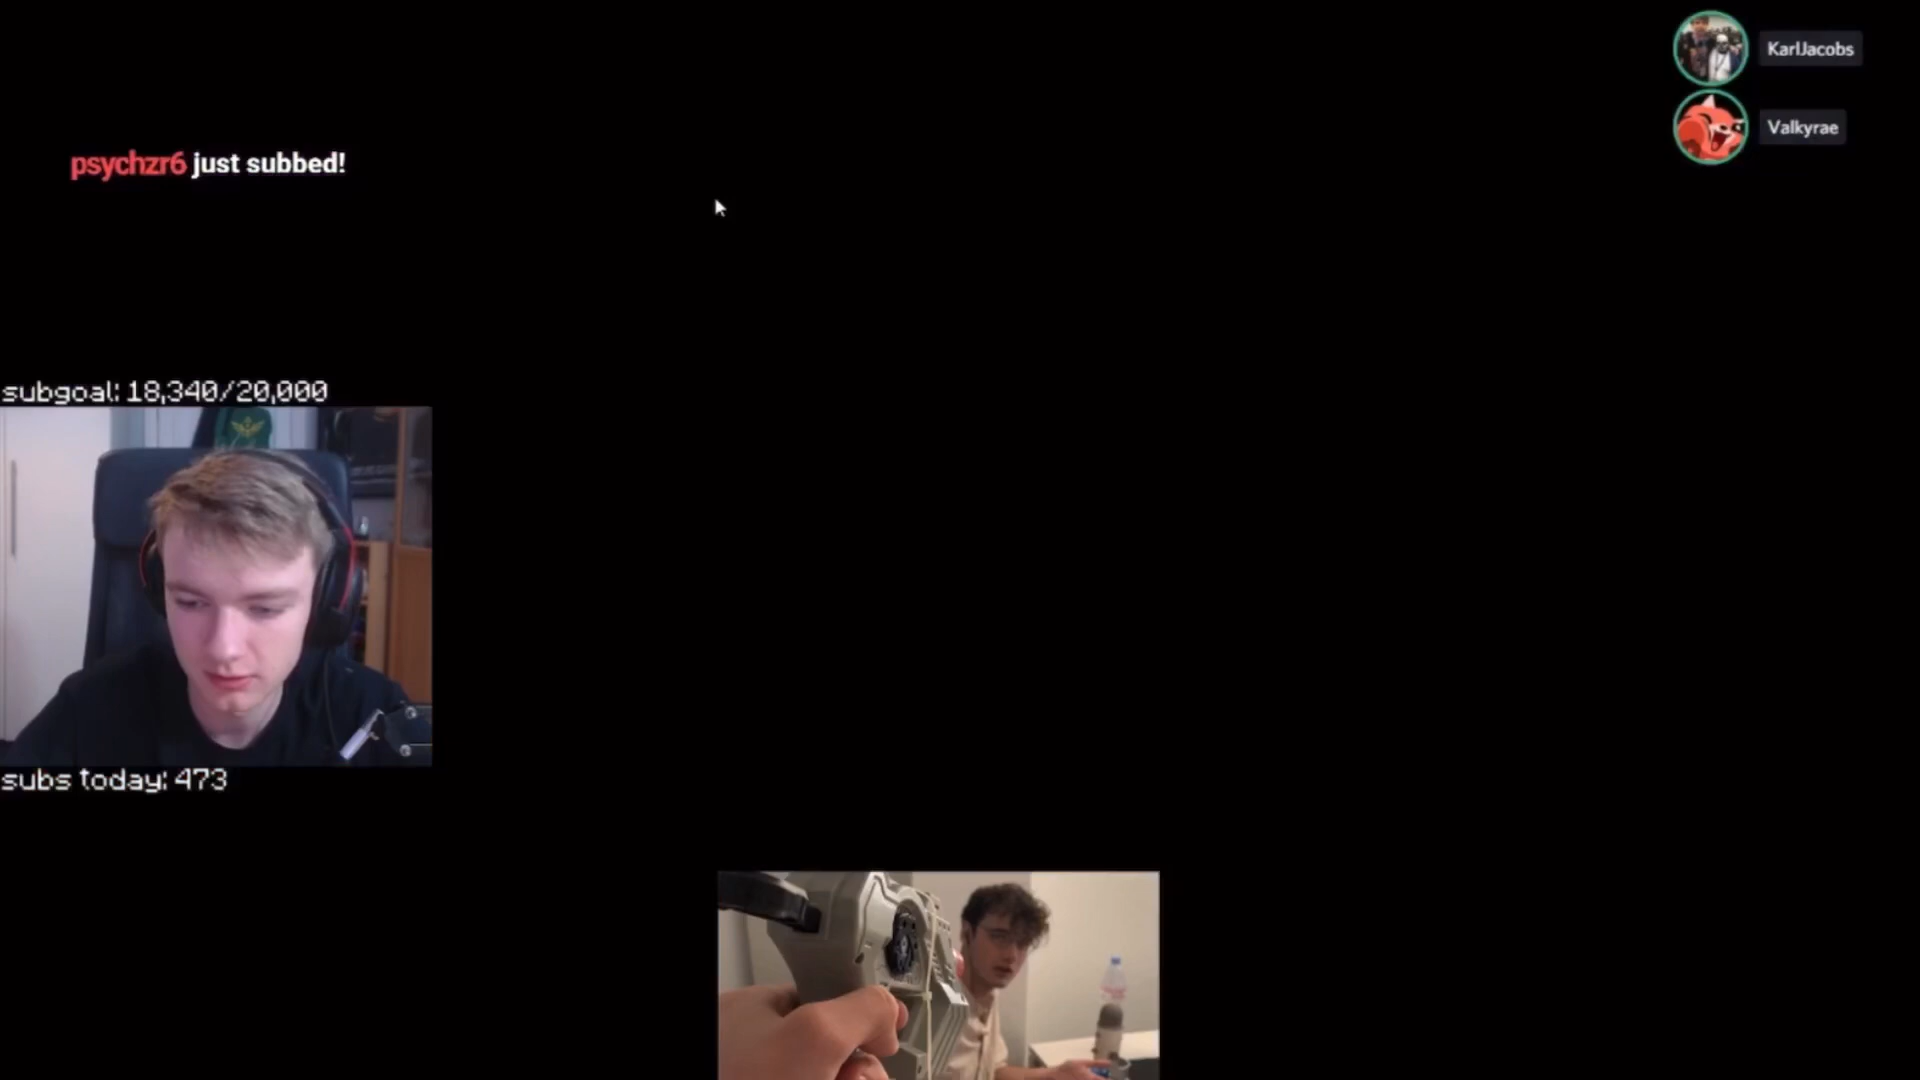 KarlJacobs
Valkyrae
psychzr6 just subbed!
subgoal: 18,340/20,000
subs today: 473